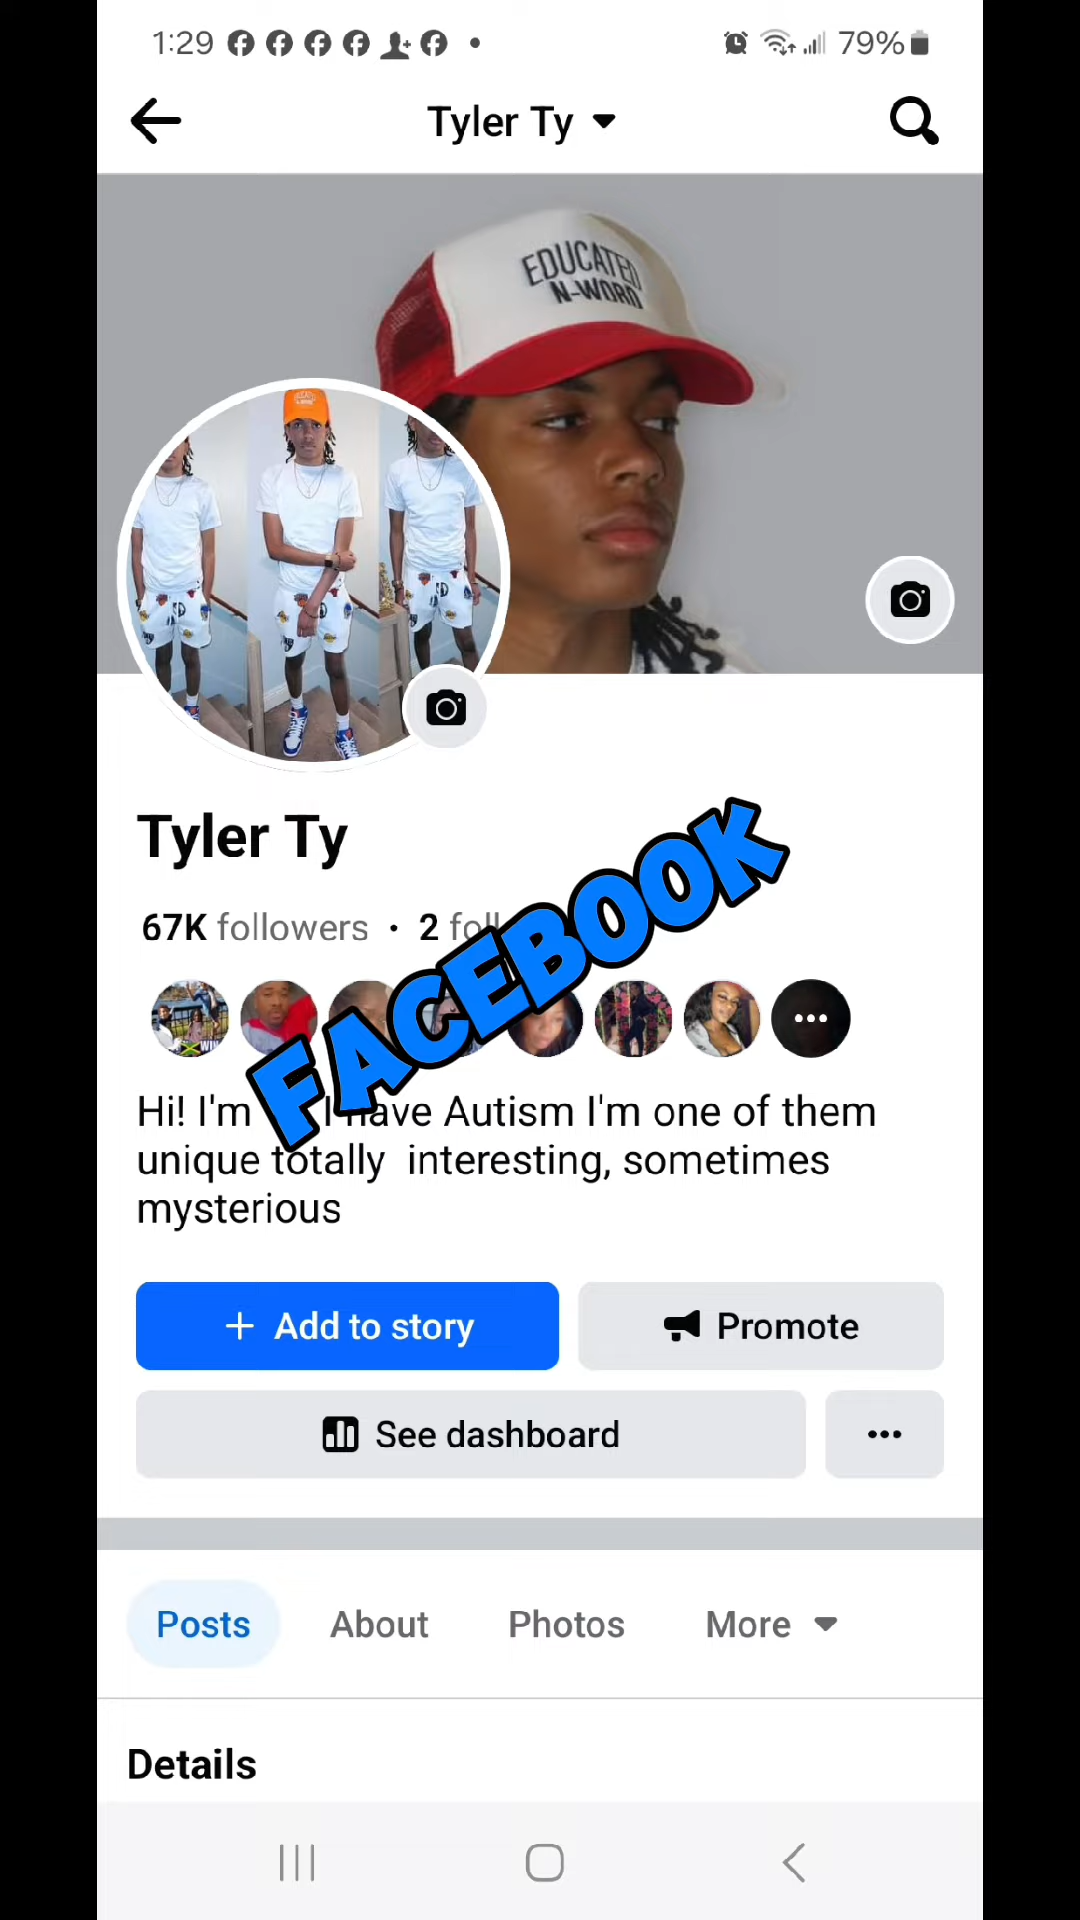 1:29
79%
Tyler Ty
EDUCATED
N-WORD
Tyler Ty
67K followers · 2
FACEBOOK
Hi! I'm I have Autism I'm one of them
unique totally interesting, sometimes
mysterious
+ Add to story
Promote
See dashboard
Posts
About
Photos
More
Details